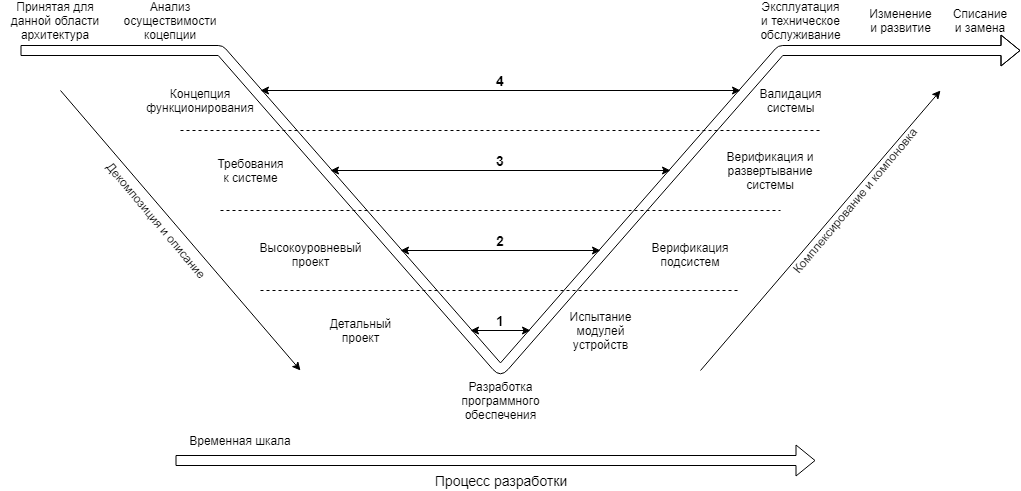 Принятая для
данной области
архитектура
Анализ
осуществимости
коцепции
Эксплуатация
и техническое
обслуживание
Изменение
и развитие
Списание
и замена
Концепция
функционирования
4
Валидация
системы
Требования
к системе
3
Верификация и
развертывание
системы
Декомпозиция и описание
Комплексирование и компоновка
Высокоуровневый
проект
2
Верификация
подсистем
Детальный
проект
1
Испытание
модулей
устройств
Разработка
программного
обеспечения
Временная шкала
Процесс разработки